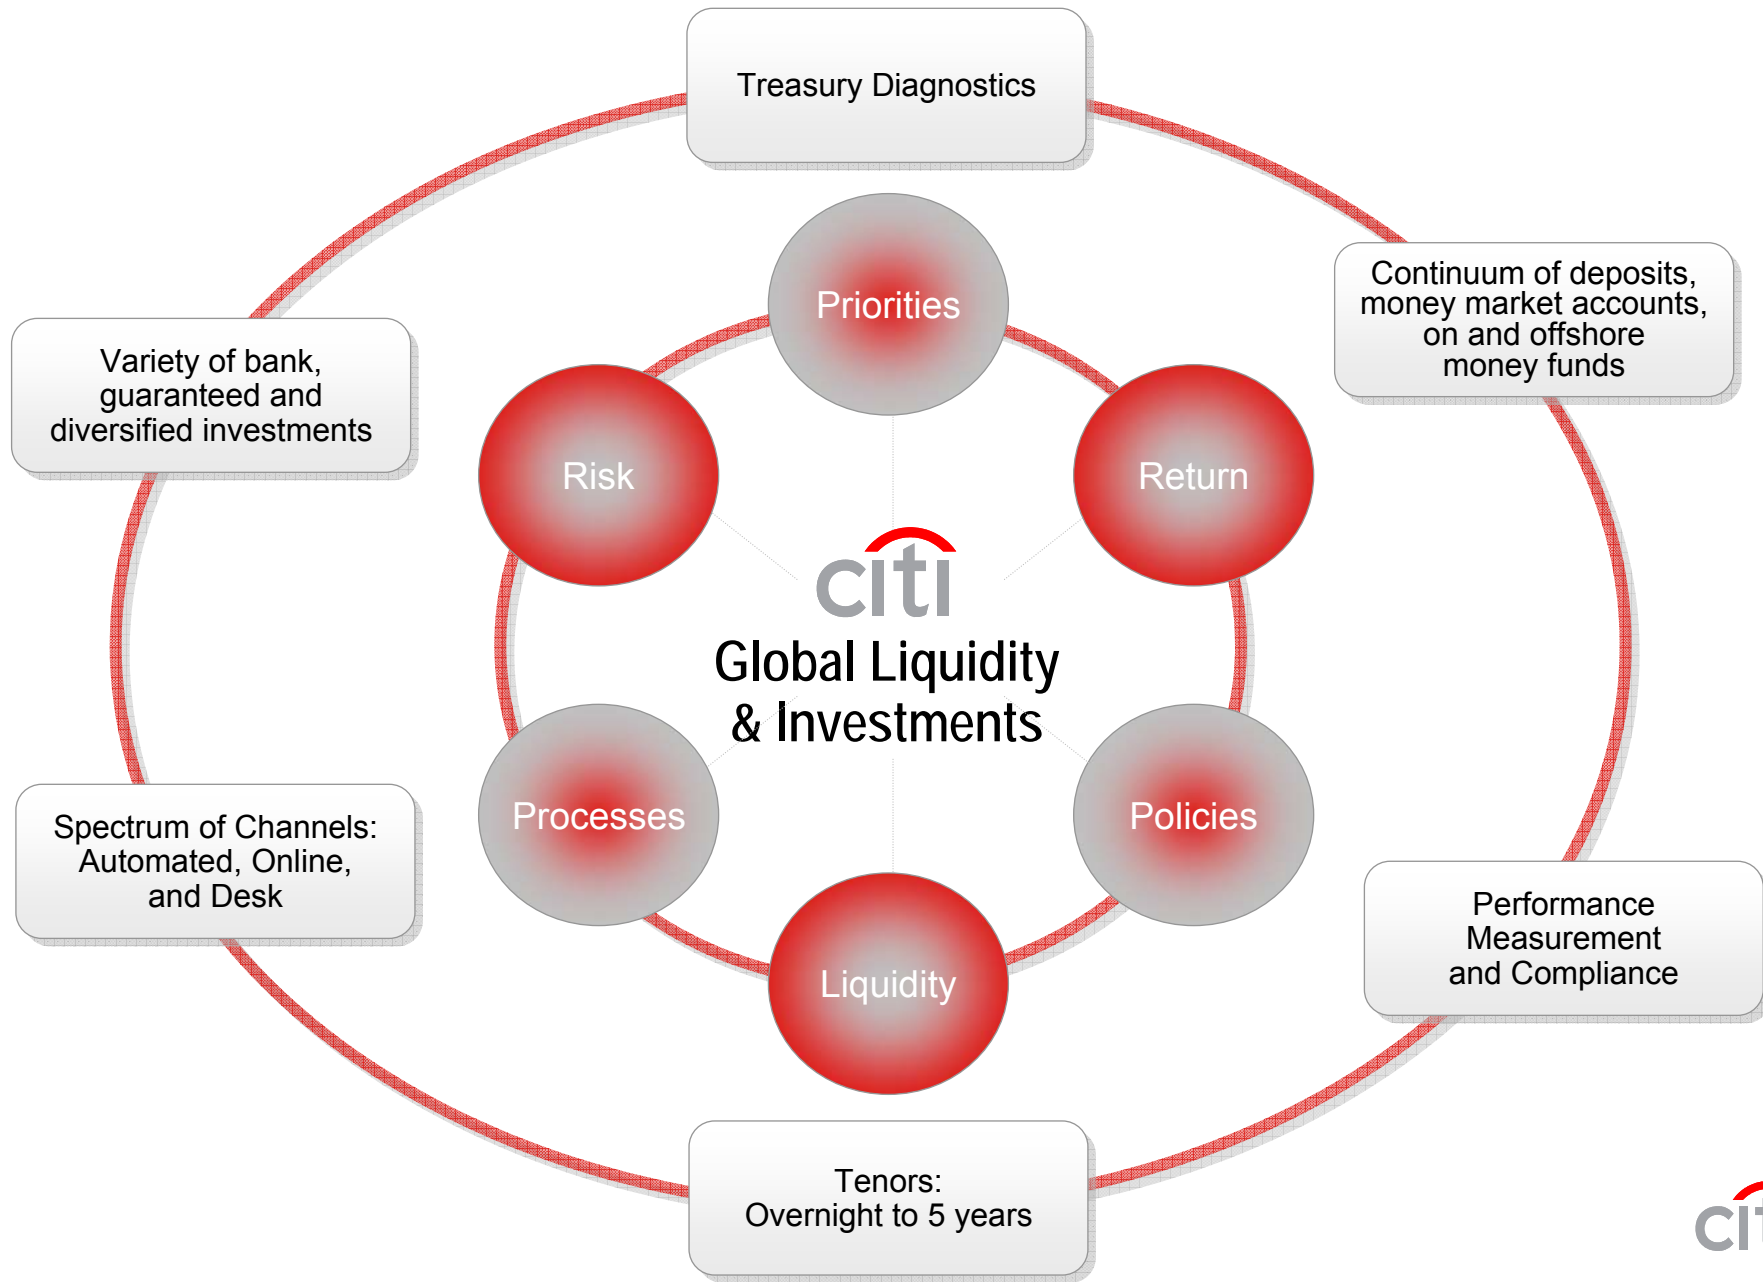 Treasury Diagnostics
Continuum of deposits,
money market accounts,
on and offshore
money funds
Priorities
Variety of bank,
guaranteed and
diversified investments
Risk
Return
citi
Global Liquidity
& Investments
Processes
Policies
Spectrum of Channels:
Automated, Online,
and Desk
Performance
Measurement
and Compliance
Liquidity
Tenors:
Overnight to 5 years
cit